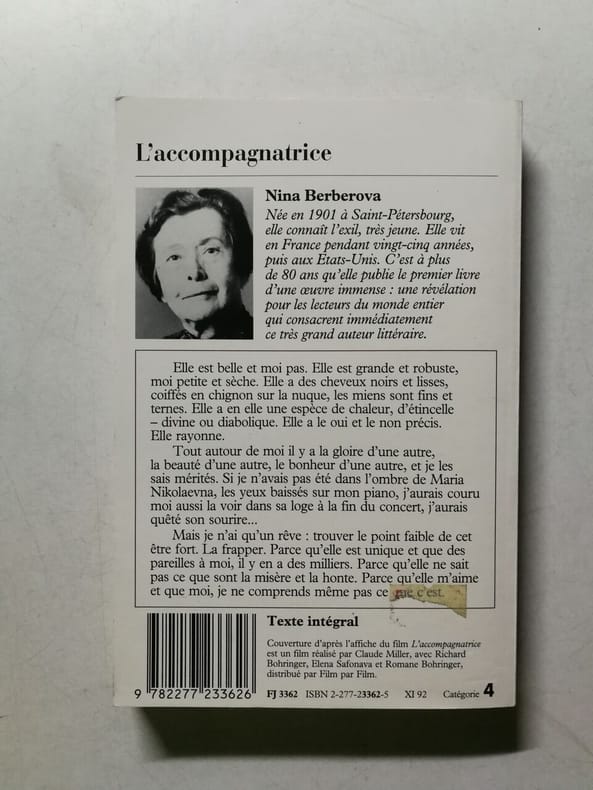 L'accompagnatrice
Nina Berberova
Née en 1901 à Saint-Pétersbourg,
elle connaît l'exil, très jeune. Elle vit
en France pendant vingt-cinq années,
puis aux Etats-Unis. C'est à plus
de 80 ans qu'elle publie le premier livre
d'une œuvre immense : une révélation
pour les lecteurs du monde entier
qui consacrent immédiatement
ce très grand auteur littéraire.
Elle est belle et moi pas. Elle est grande et robuste,
moi petite et sèche. Elle a des cheveux noirs et lisses,
coiffés en chignon sur la nuque, les miens sont fins et
ternes. Elle a en elle une espèce de chaleur, d'étincelle
– divine ou diabolique. Elle a le oui et le non précis.
Elle rayonne.
Tout autour de moi il y a la gloire d'une autre,
la beauté d'une autre, le bonheur d'une autre, et je les
sais mérités. Si je n'avais pas été dans l'ombre de Maria
Nikolaevna, les yeux baissés sur mon piano, j'aurais couru
moi aussi la voir dans sa loge à la fin du concert, j'aurais
quêté son sourire...
Mais je n'ai qu'un rêve : trouver le point faible de cet
être fort. La frapper. Parce qu'elle est unique et que des
pareilles à moi, il y en a des milliers. Parce qu'elle ne sait
pas ce que sont la misère et la honte. Parce qu'elle m'aime
et que moi, je ne comprends même pas ce que c'est.
Texte intégral
Couverture d'après l'affiche du film L'accompagnatrice
est un film réalisé par Claude Miller, avec Richard
Bohringer, Elena Safonava et Romane Bohringer,
distribué par Film par Film.
9 782277 233626
FJ 3362 ISBN 2-277-23362-5 XI 92 Catégorie 4